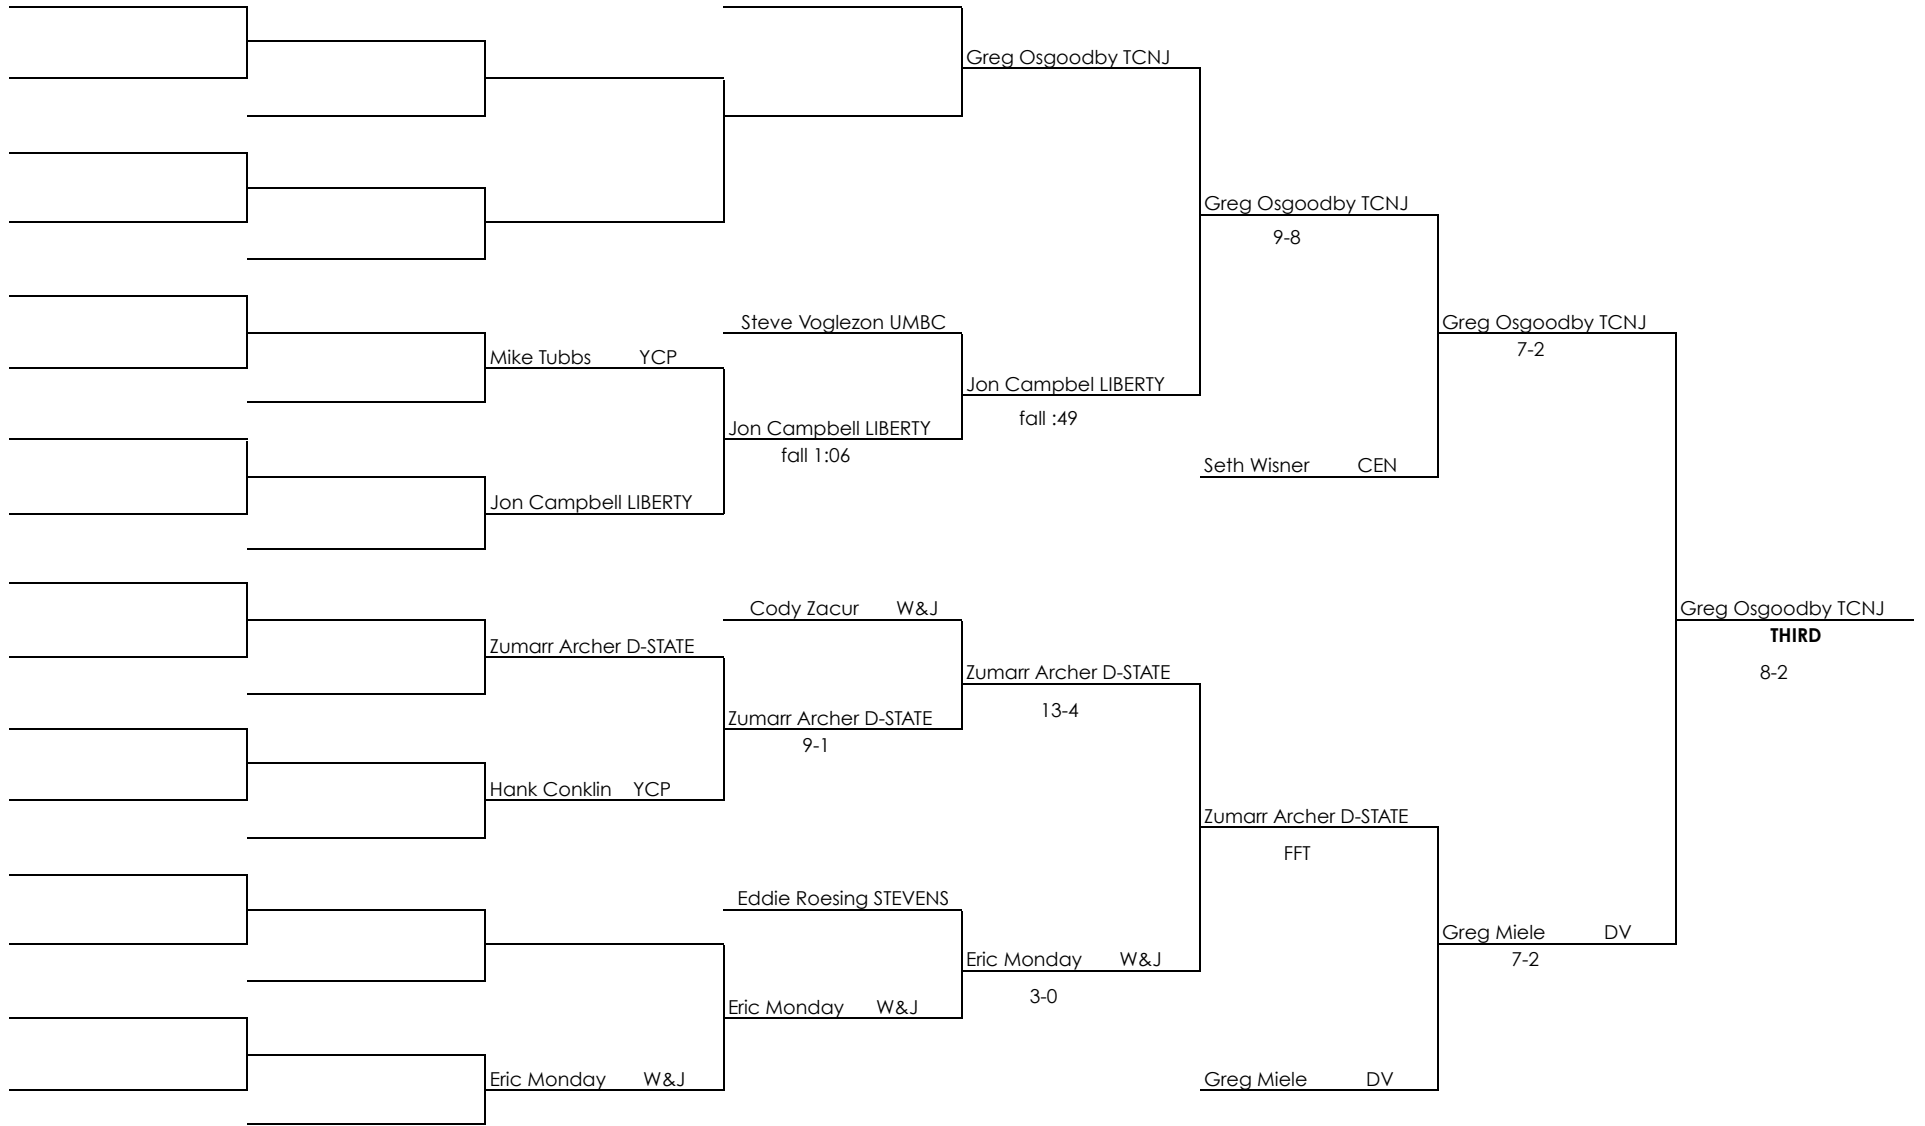 Greg Osgoodby TCNJ
Greg Osgoodby TCNJ
9-8
Steve Voglezon UMBC
Greg Osgoodby TCNJ
7-2
Mike Tubbs YCP
Jon Campbel LIBERTY
fall :49
Jon Campbell LIBERTY
fall 1:06
Seth Wisner CEN
Jon Campbell LIBERTY
Cody Zacur W&J
Greg Osgoodby TCNJ
THIRD
8-2
Zumarr Archer D-STATE
Zumarr Archer D-STATE
13-4
Zumarr Archer D-STATE
9-1
Hank Conklin YCP
Zumarr Archer D-STATE
FFT
Eddie Roesing STEVENS
Greg Miele DV
7-2
Eric Monday W&J
3-0
Eric Monday W&J
Eric Monday W&J
Greg Miele DV